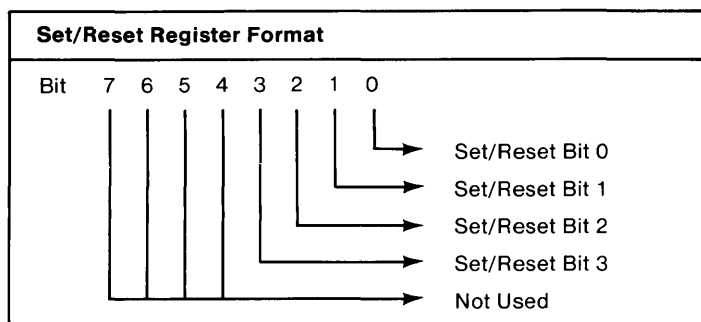 Set/Reset Register Format
Bit 7 6 5 4 3 2 1 0
Set/Reset Bit 0
Set/Reset Bit 1
Set/Reset Bit 2
Set/Reset Bit 3
Not Used